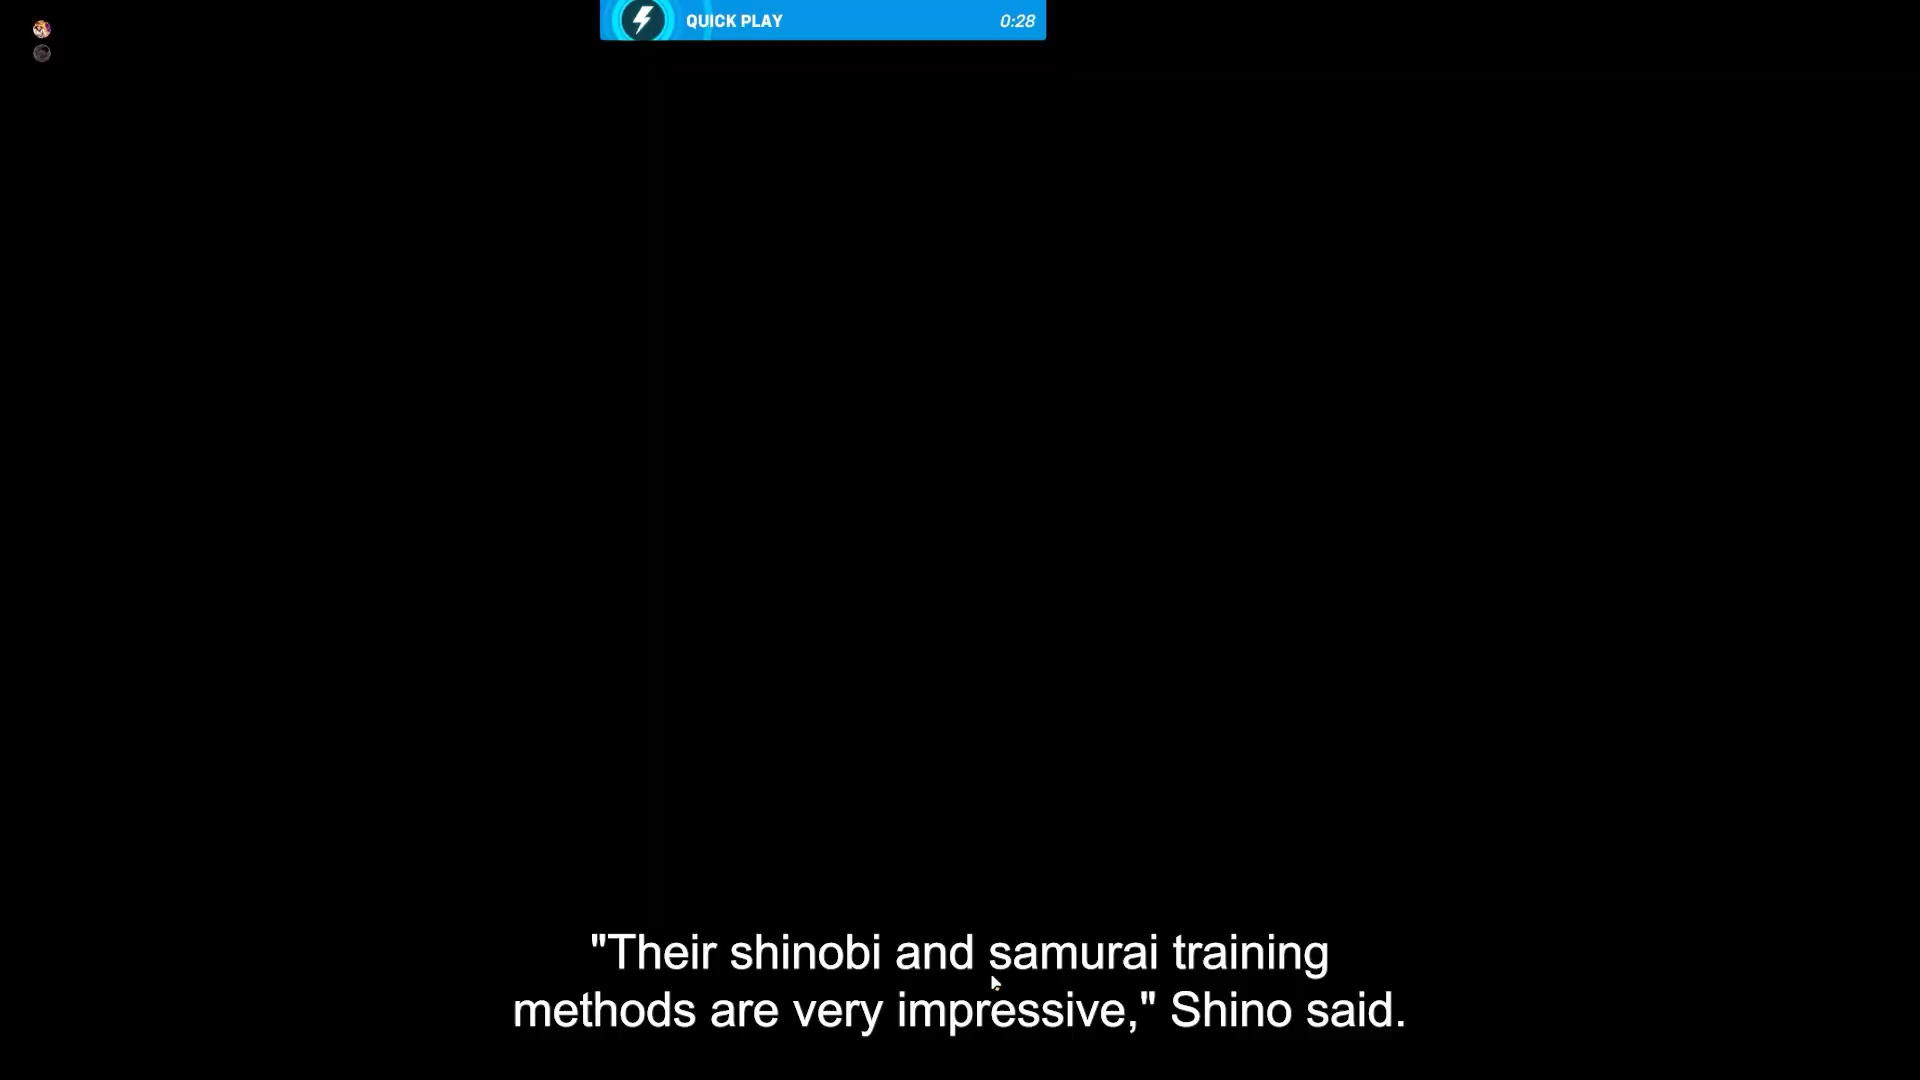 QUICK PLAY 0:28
"Their shinobi and samurai training
methods are very impressive," Shino said.